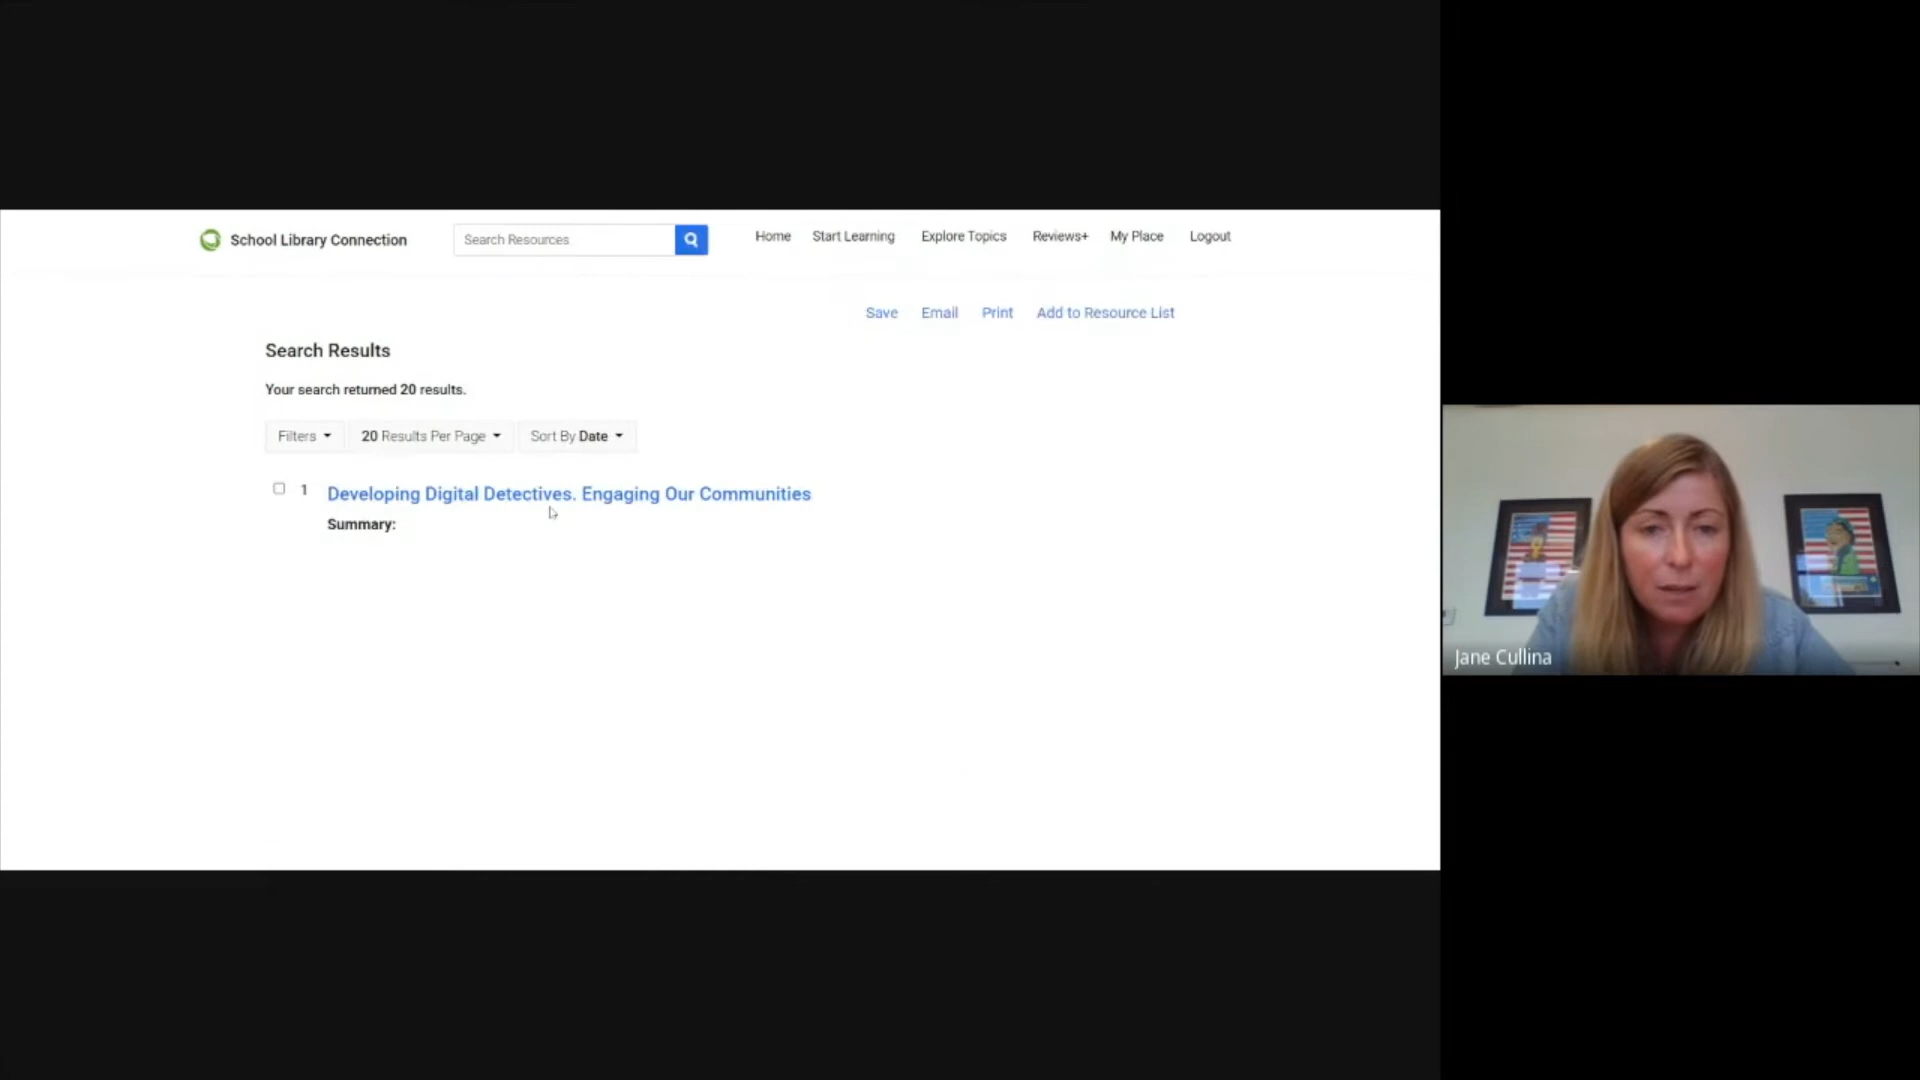 School Library Connection
Search Resources
Home Start Learning Explore Topics Reviews+ My Place Logout
Save Email Print Add to Resource List
Search Results
Your search returned 20 results.
Filters 20 Results Per Page Sort By Date
1 Developing Digital Detectives. Engaging Our Communities
Summary:
Jane Cullina